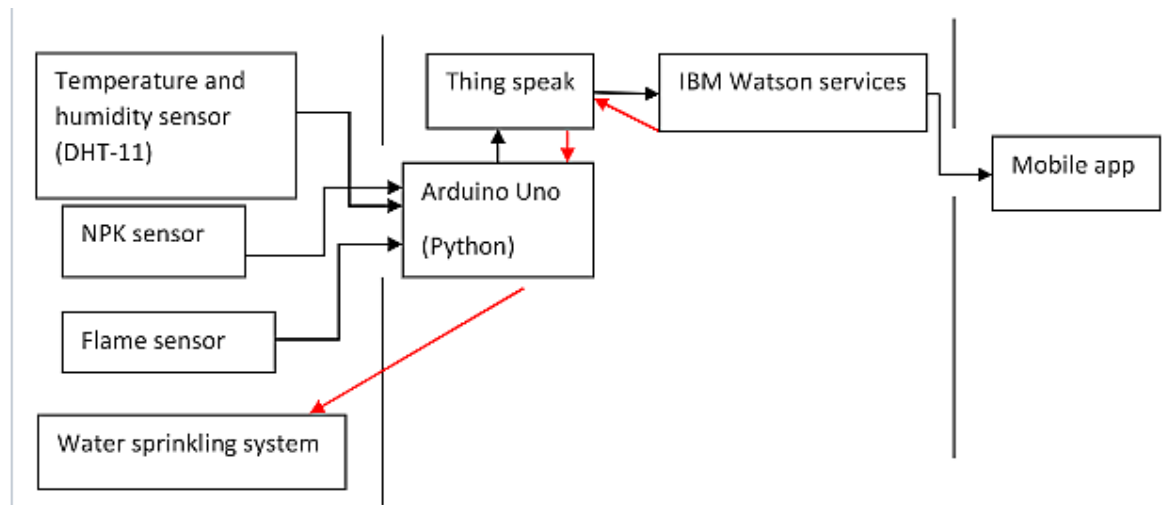 Temperature and
humidity sensor
(DHT-11)
NPK sensor
Flame sensor
Water sprinkling system
Thing speak
Arduino Uno
(Python)
IBM Watson services
Mobile app